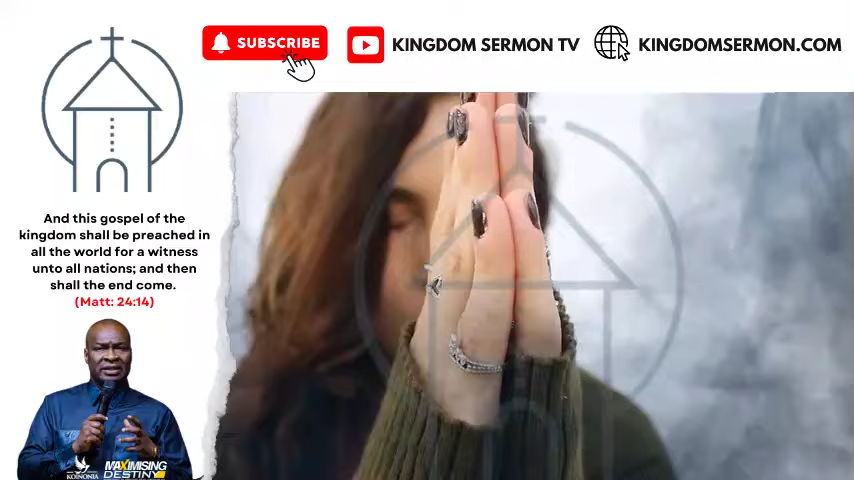 SUBSCRIBE
KINGDOM SERMON TV
KINGDOMSERMON.COM
And this gospel of the
kingdom shall be preached in
all the world for a witness
unto all nations; and then
shall the end come.
(Matt: 24:14)
KOINONIA
MAXIMISING
DESTINY